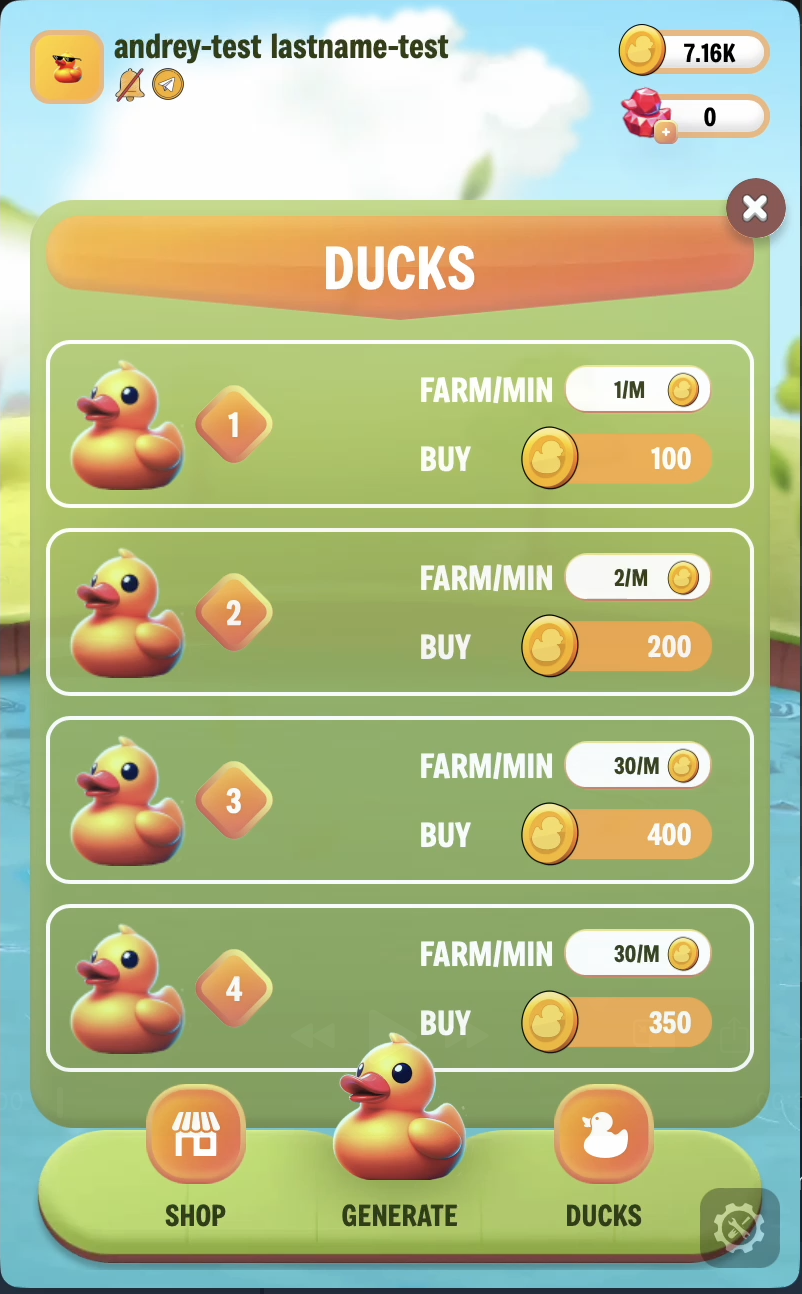 andrey-test lastname-test
7.16K
0
DUCKS
1
FARM/MIN 1/M
BUY 100
2
FARM/MIN 2/M
BUY 200
3
FARM/MIN 30/M
BUY 400
4
FARM/MIN 30/M
BUY 350
SHOP
GENERATE
DUCKS